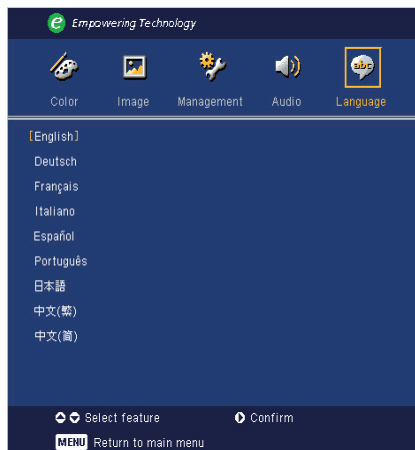 e Empowering Technology
Color Image Management Audio abc Language
[English]
Deutsch
Français
Italiano
Español
Português
日本語
中文(繁)
中文(简)
Select feature Confirm
MENU Return to main menu